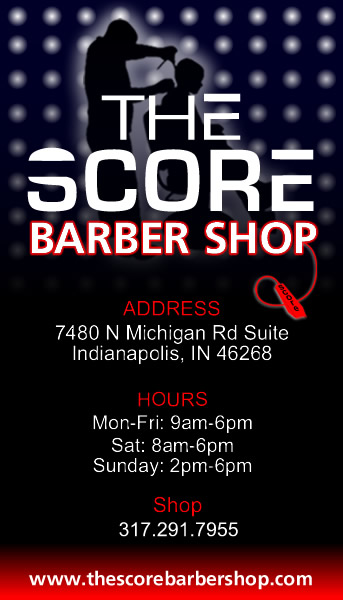 THE
SCORE
BARBER SHOP
ADDRESS
7480 N Michigan Rd Suite
Indianapolis, IN 46268
HOURS
Mon-Fri: 9am-6pm
Sat: 8am-6pm
Sunday: 2pm-6pm
Shop
317.291.7955
www.thescorebarbershop.com